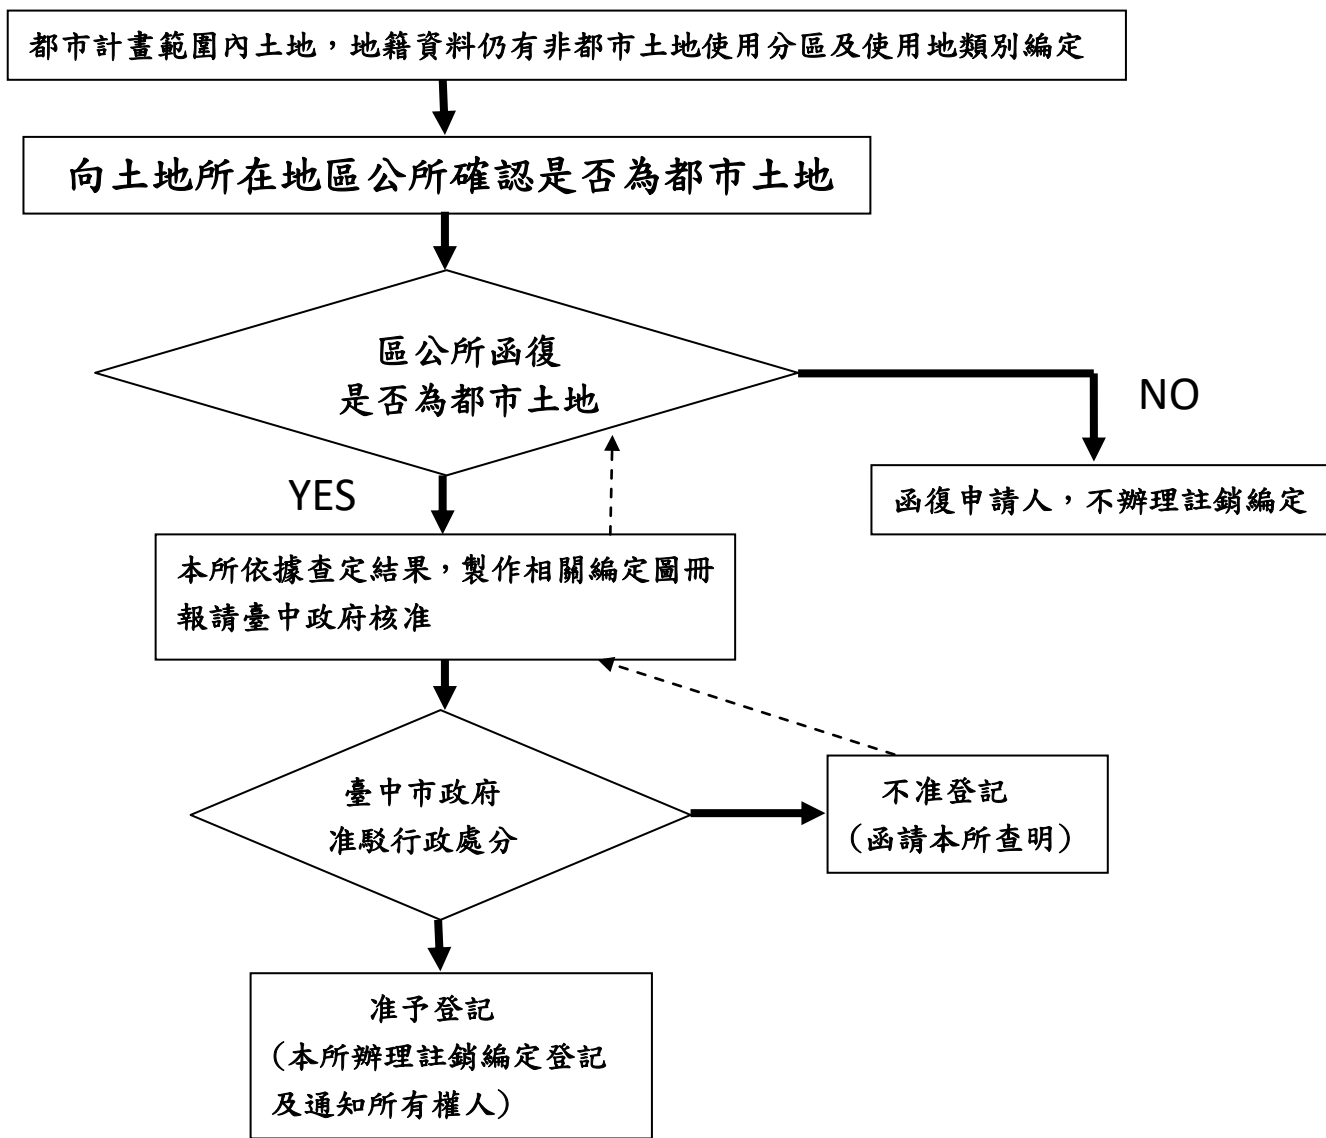 都市計畫範圍內土地，地籍資料仍有非都市土地使用分區及使用地類別編定
向土地所在地區公所確認是否為都市土地
區公所函復
是否為都市土地
NO
YES
函復申請人，不辦理註銷編定
本所依據查定結果，製作相關編定圖冊
報請臺中政府核准
臺中市政府
准駁行政處分
不准登記
（函請本所查明）
准予登記
（本所辦理註銷編定登記
及通知所有權人）